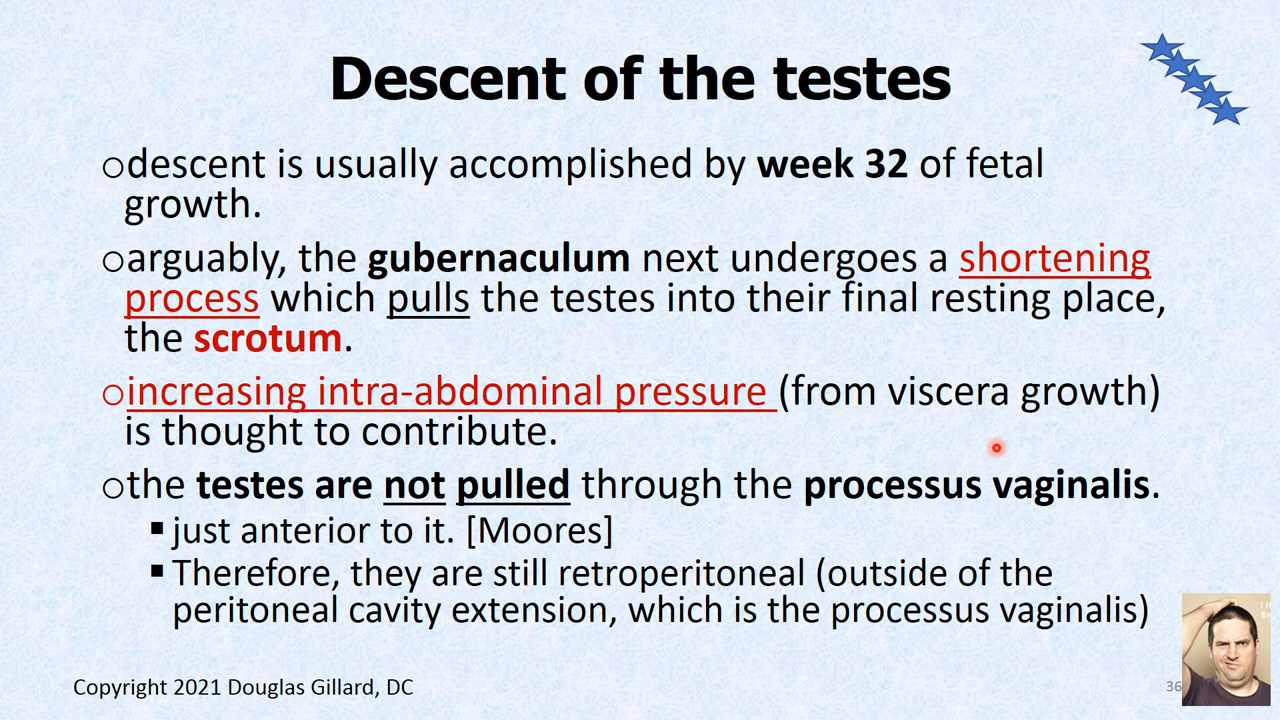 Descent of the testes
○descent is usually accomplished by week 32 of fetal
growth.
○arguably, the gubernaculum next undergoes a shortening
process which pulls the testes into their final resting place,
the scrotum.
○increasing intra-abdominal pressure (from viscera growth)
is thought to contribute.
○the testes are not pulled through the processus vaginalis.
▪ just anterior to it. [Moores]
▪ Therefore, they are still retroperitoneal (outside of the
peritoneal cavity extension, which is the processus vaginalis)
Copyright 2021 Douglas Gillard, DC
36